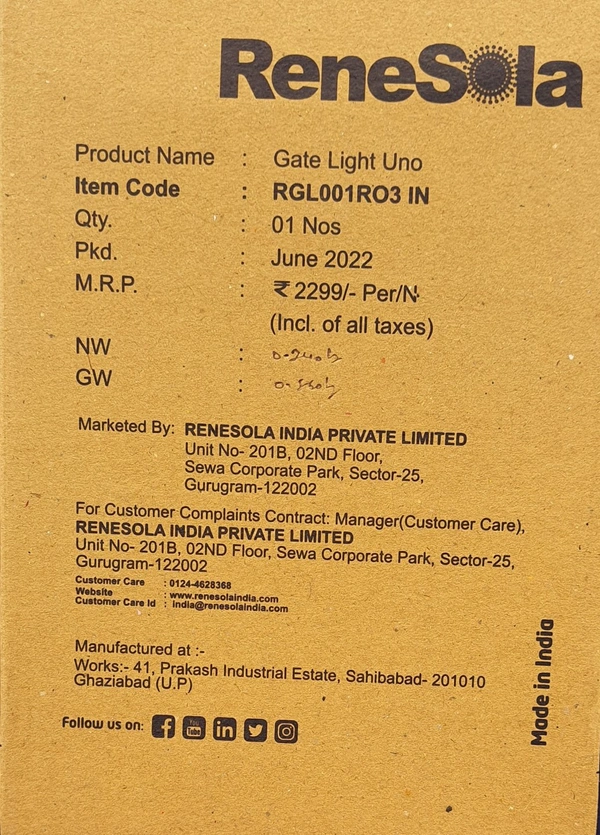 ReneSola
Product Name : Gate Light Uno
Item Code : RGL001RO3 IN
Qty. : 01 Nos
Pkd. : June 2022
M.R.P. : ₹ 2299/- Per/N
(Incl. of all taxes)
NW :
GW :
Marketed By: RENESOLA INDIA PRIVATE LIMITED
Unit No- 201B, 02ND Floor,
Sewa Corporate Park, Sector-25,
Gurugram-122002
For Customer Complaints Contract: Manager(Customer Care),
RENESOLA INDIA PRIVATE LIMITED
Unit No- 201B, 02ND Floor, Sewa Corporate Park, Sector-25,
Gurugram-122002
Customer Care : 0124-4628368
Website : www.renesolaindia.com
Customer Care Id : india@renesolaindia.com
Manufactured at :-
Works:- 41, Prakash Industrial Estate, Sahibabad- 201010
Ghaziabad (U.P)
Made in India
Follow us on: f You Tube in